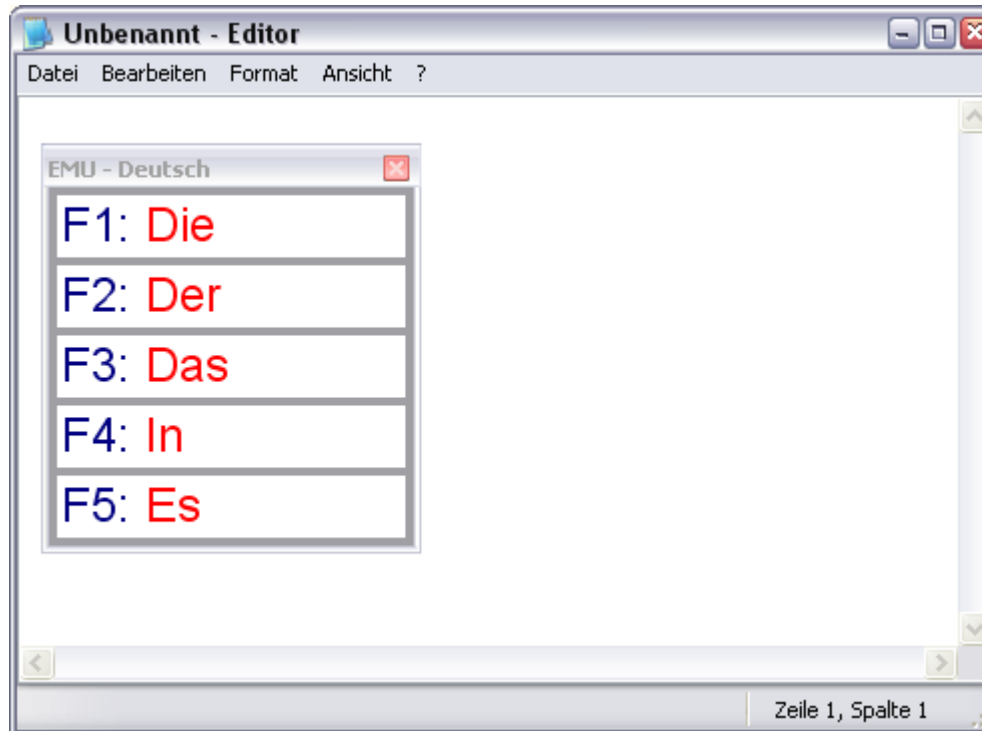 Unbenannt - Editor
Datei Bearbeiten Format Ansicht ?
EMU - Deutsch
F1: Die
F2: Der
F3: Das
F4: In
F5: Es
Zeile 1, Spalte 1